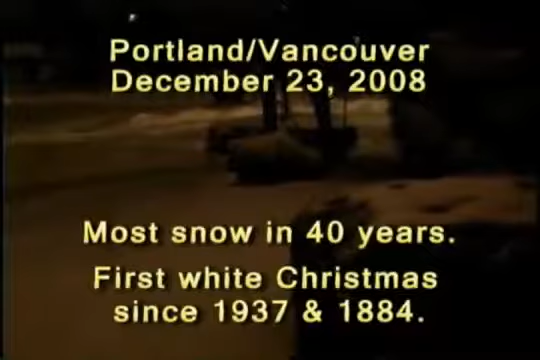 Portland/Vancouver
December 23, 2008
Most snow in 40 years.
First white Christmas
since 1937 & 1884.